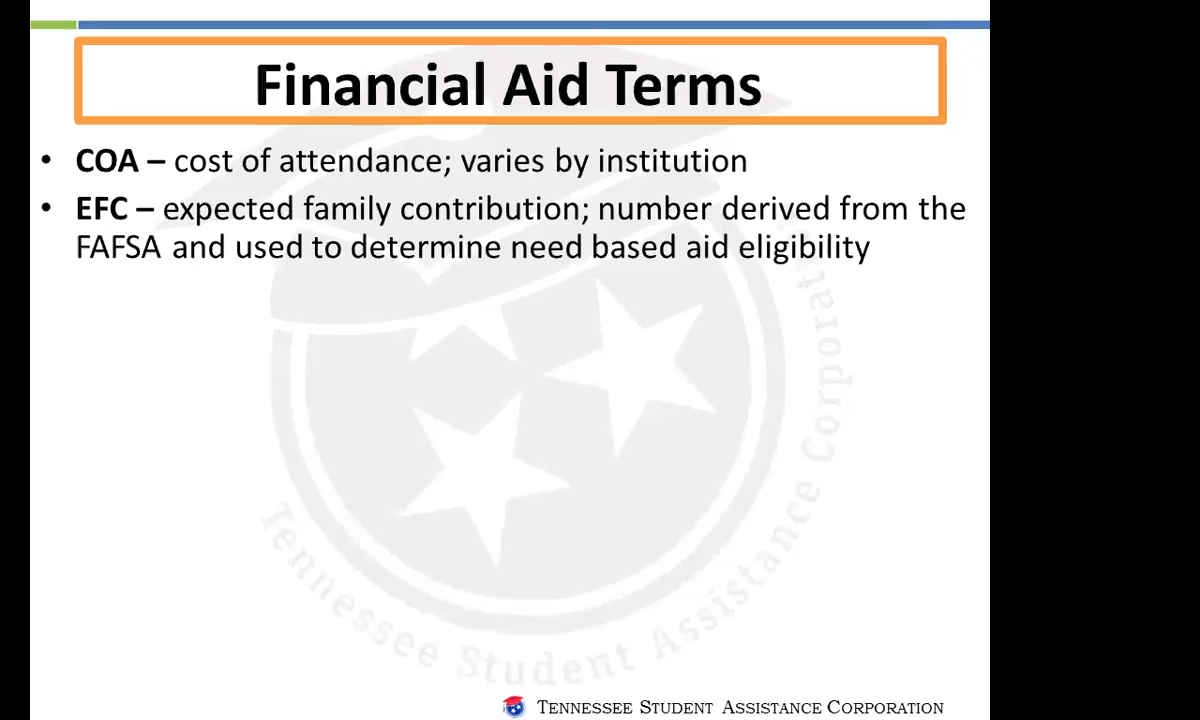 Financial Aid Terms
• COA – cost of attendance; varies by institution
• EFC – expected family contribution; number derived from the
FAFSA and used to determine need based aid eligibility
Tennessee Student Assistance Corporat
TENNESSEE STUDENT ASSISTANCE CORPORATION